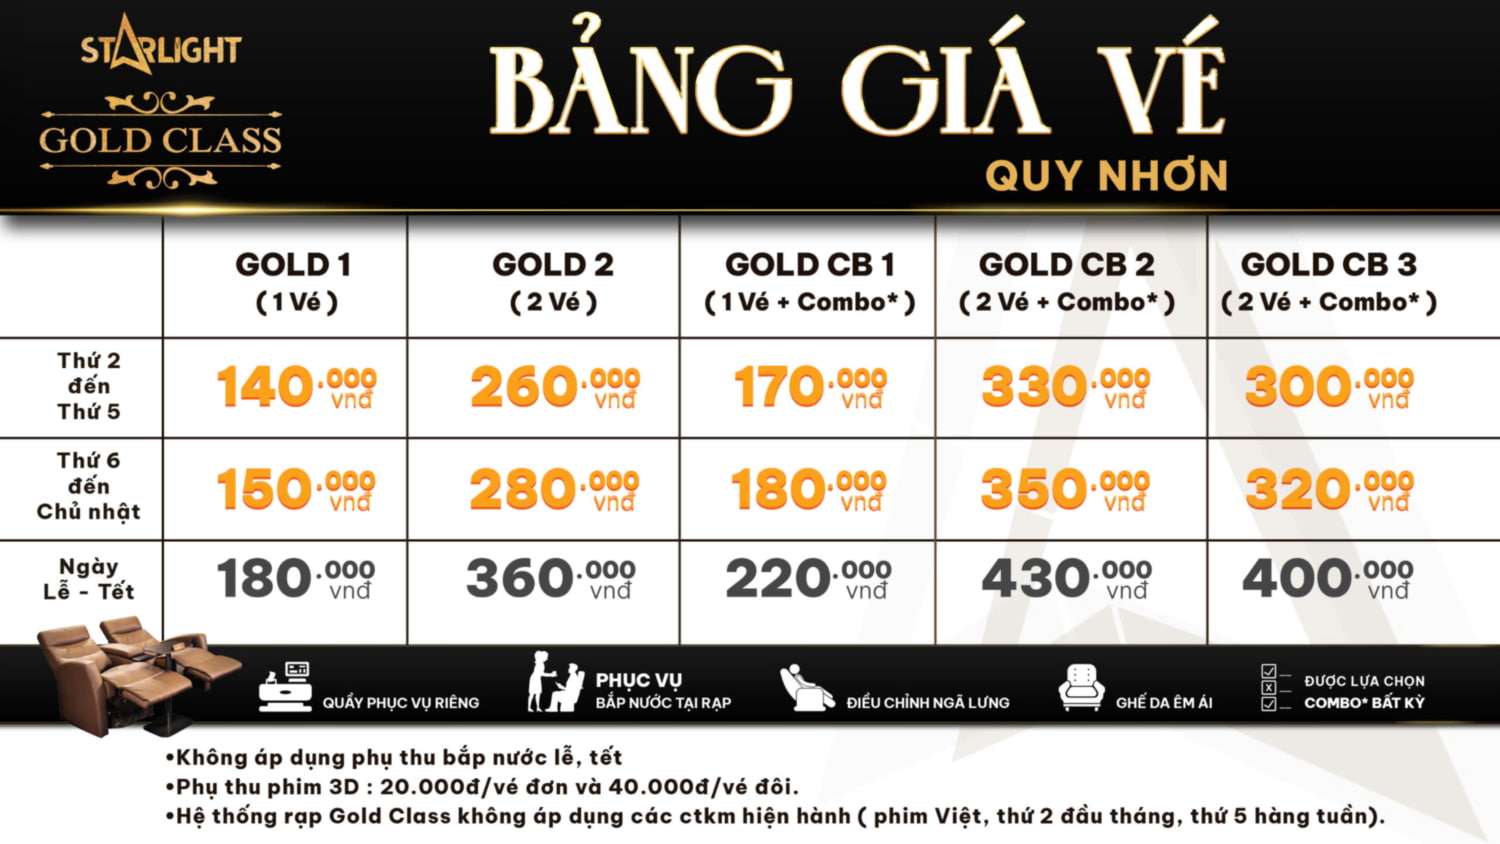 STARLIGHT
GOLD CLASS
BẢNG GIÁ VÉ
QUY NHƠN
GOLD 1
( 1 Vé )
GOLD 2
( 2 Vé )
GOLD CB 1
( 1 Vé + Combo* )
GOLD CB 2
( 2 Vé + Combo* )
GOLD CB 3
( 2 Vé + Combo* )
Thứ 2
đến
Thứ 5
140.000 vnđ
260.000 vnđ
170.000 vnđ
330.000 vnđ
300.000 vnđ
Thứ 6
đến
Chủ nhật
150.000 vnđ
280.000 vnđ
180.000 vnđ
350.000 vnđ
320.000 vnđ
Ngày
Lễ - Tết
180.000 vnđ
360.000 vnđ
220.000 vnđ
430.000 vnđ
400.000 vnđ
QUẦY PHỤC VỤ RIÊNG
PHỤC VỤ
BẮP NƯỚC TẠI RẠP
ĐIỀU CHỈNH NGÃ LƯNG
GHẾ DA ÊM ÁI
ĐƯỢC LỰA CHỌN
COMBO* BẤT KỲ
•Không áp dụng phụ thu bắp nước lễ, tết
•Phụ thu phim 3D : 20.000đ/vé đơn và 40.000đ/vé đôi.
•Hệ thống rạp Gold Class không áp dụng các ctkm hiện hành ( phim Việt, thứ 2 đầu tháng, thứ 5 hàng tuần).